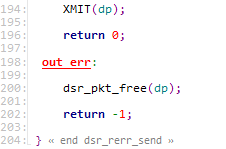 194: XMIT(dp);
195:
196: return 0;
197:
198: out_err:
199:
200: dsr_pkt_free(dp);
201:
202: return -1;
203:
204: } « end dsr_rerr_send »